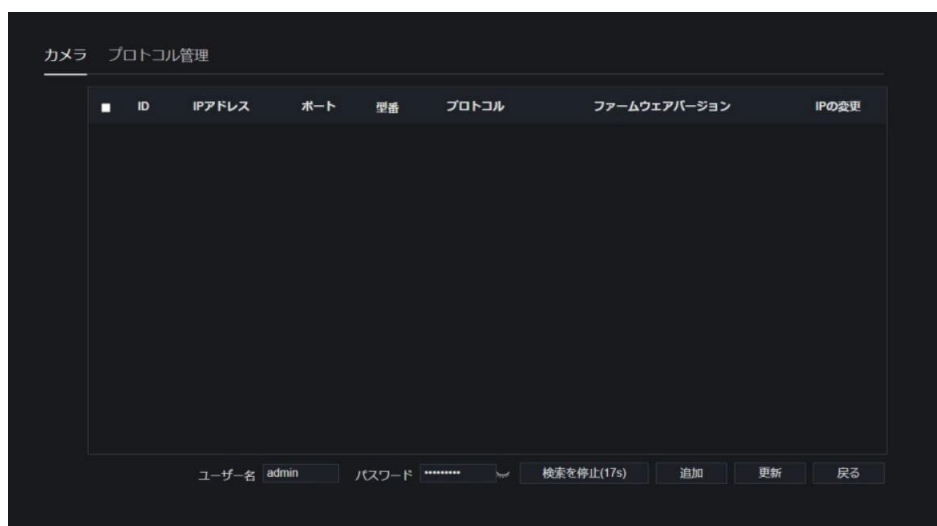 カメラ プロトコル管理
ID IPアドレス ポート 型番 プロトコル ファームウェアバージョン IPの変更
ユーザー名 admin パスワード ••••••••• 検索を停止(17s) 追加 更新 戻る